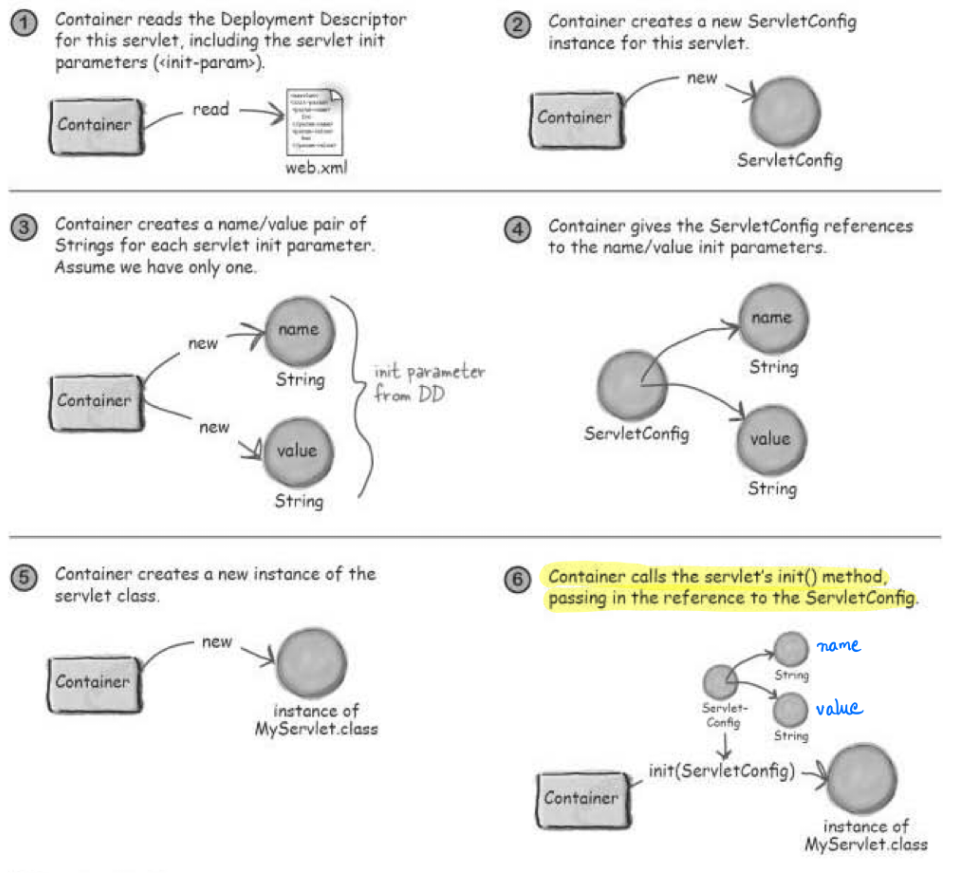 1 Container reads the Deployment Descriptor
for this servlet, including the servlet init
parameters (<init-param>).
Container
read
web.xml
2 Container creates a new ServletConfig
instance for this servlet.
Container
new
ServletConfig
3 Container creates a name/value pair of
Strings for each servlet init parameter.
Assume we have only one.
Container
new
name
String
new
value
String
init parameter
from DD
4 Container gives the ServletConfig references
to the name/value init parameters.
ServletConfig
name
String
value
String
5 Container creates a new instance of the
servlet class.
Container
new
instance of
MyServlet.class
6 Container calls the servlet's init() method,
passing in the reference to the ServletConfig.
name
String
Servlet-
Config
value
String
Container
init(ServletConfig)
instance of
MyServlet.class